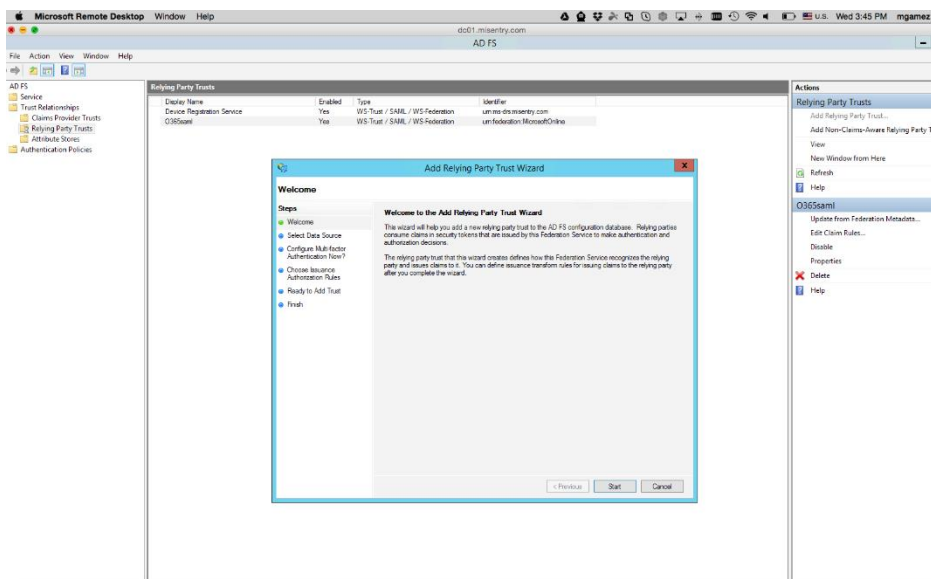 Microsoft Remote Desktop Window Help
U.S. Wed 3:45 PM mgamez
dc01.misentry.com
AD FS
File Action View Window Help
AD FS
Service
Trust Relationships
Claims Provider Trusts
Relying Party Trusts
Attribute Stores
Authentication Policies
Relying Party Trusts
Display Name Enabled Type Identifier
Device Registration Service Yes WS-Trust / SAML / WS-Federation urn:ms-drs:misentry.com
O365saml Yes WS-Trust / SAML / WS-Federation urn:federation:MicrosoftOnline
Add Relying Party Trust Wizard
X
Welcome
Steps
Welcome
Select Data Source
Configure Multi-factor
Authentication Now?
Choose Issuance
Authorization Rules
Ready to Add Trust
Finish
Welcome to the Add Relying Party Trust Wizard
This wizard will help you add a new relying party trust to the AD FS configuration database. Relying parties
consume claims in security tokens that are issued by this Federation Service to make authentication and
authorization decisions.
The relying party trust that this wizard creates defines how this Federation Service recognizes the relying
party and issues claims to it. You can define issuance transform rules for issuing claims to the relying party
after you complete the wizard.
< Previous Start Cancel
Actions
Relying Party Trusts
Add Relying Party Trust...
Add Non-Claims-Aware Relying Party T
View
New Window from Here
Refresh
Help
O365saml
Update from Federation Metadata...
Edit Claim Rules...
Disable
Properties
Delete
Help